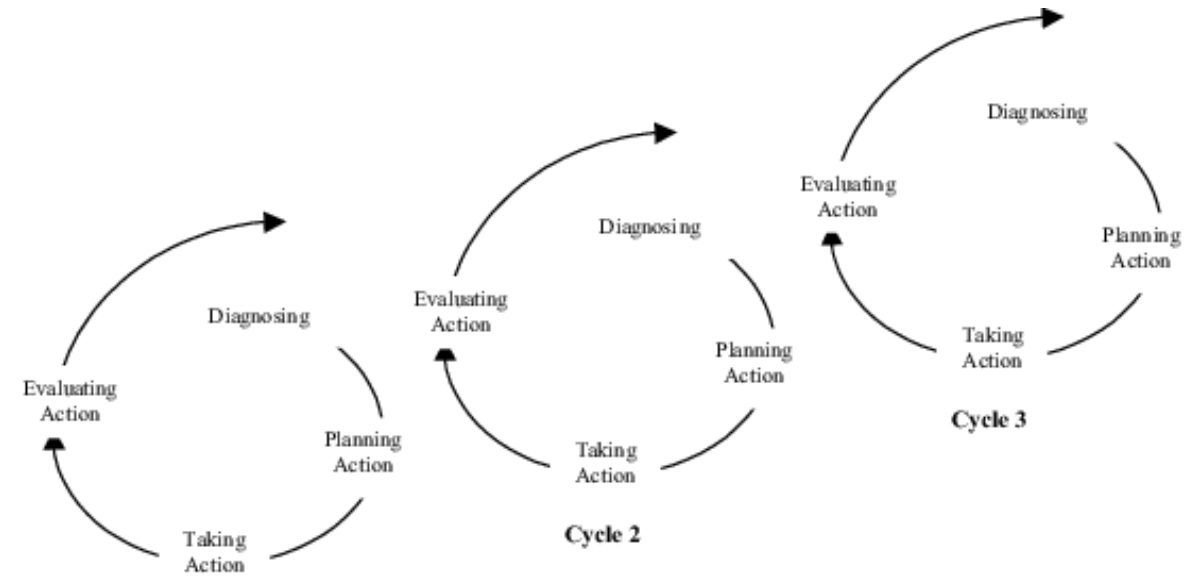 Diagnosing
Planning
Action
Taking
Action
Evaluating
Action
Diagnosing
Planning
Action
Taking
Action
Evaluating
Action
Cycle 2
Diagnosing
Planning
Action
Taking
Action
Evaluating
Action
Cycle 3